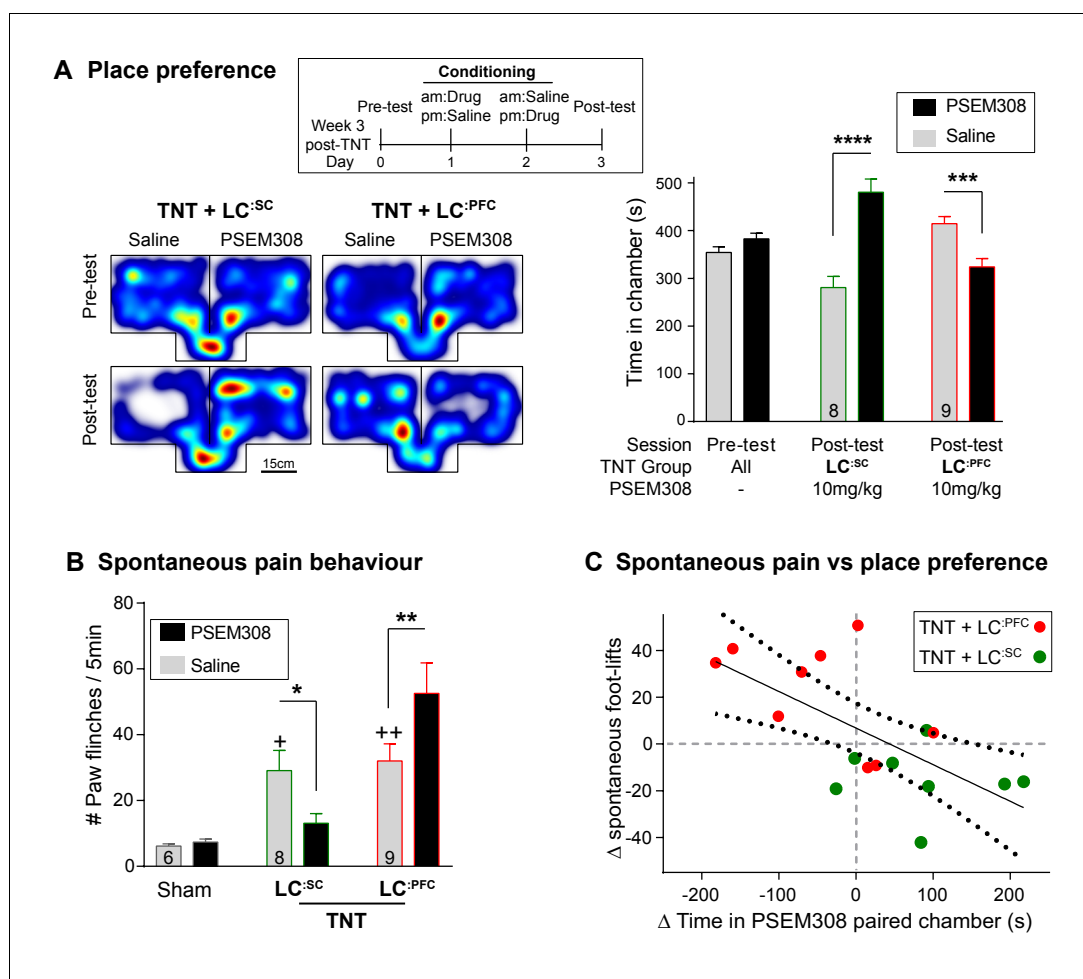 A Place preference
Conditioning
Pre-test
am:Drug
pm:Saline
am:Saline
pm:Drug
Post-test
Week 3
post-TNT
Day
0
1
2
3
TNT + LC:SC
TNT + LC:PFC
Saline
PSEM308
Saline
PSEM308
Pre-test
Post-test
15cm
PSEM308
Saline
****
***
Time in chamber (s)
500
400
300
200
100
0
8
9
Session
Pre-test
Post-test
Post-test
TNT Group
All
LC:SC
LC:PFC
PSEM308
-
10mg/kg
10mg/kg
B Spontaneous pain behaviour
# Paw flinches / 5min
80
60
40
20
0
PSEM308
Saline
*
**
+
++
6
8
9
Sham
LC:SC
LC:PFC
TNT
C Spontaneous pain vs place preference
TNT + LC:PFC
TNT + LC:SC
Δ spontaneous foot-lifts
40
20
0
-20
-40
-200
-100
0
100
200
Δ Time in PSEM308 paired chamber (s)